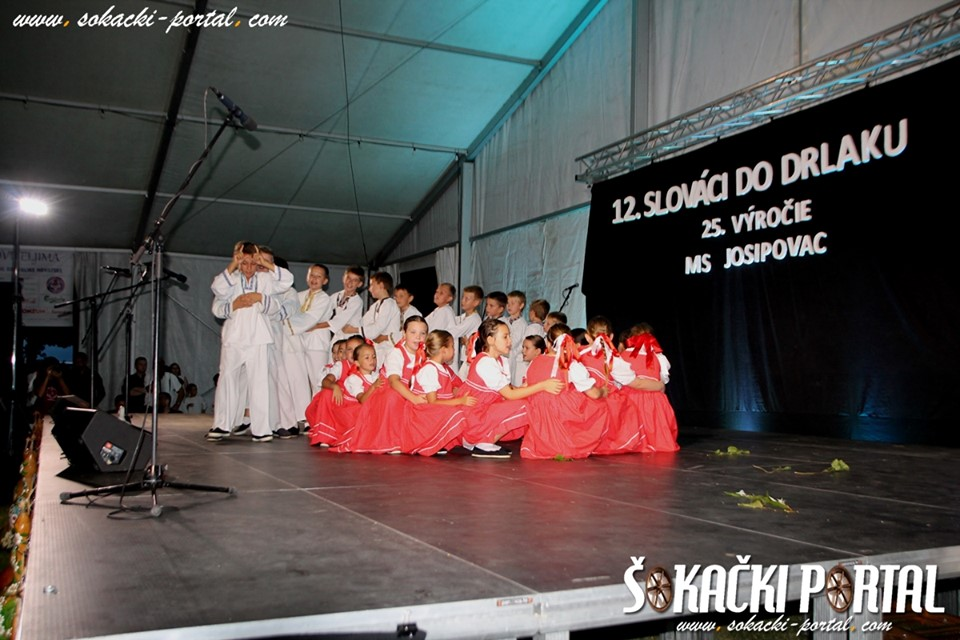 www.sokacki-portal.com
12. SLOVÁCI DO DRLAKU
25. VÝROČIE
MS JOSIPOVAC
ŠOKAČKI PORTAL
www.sokacki-portal.com